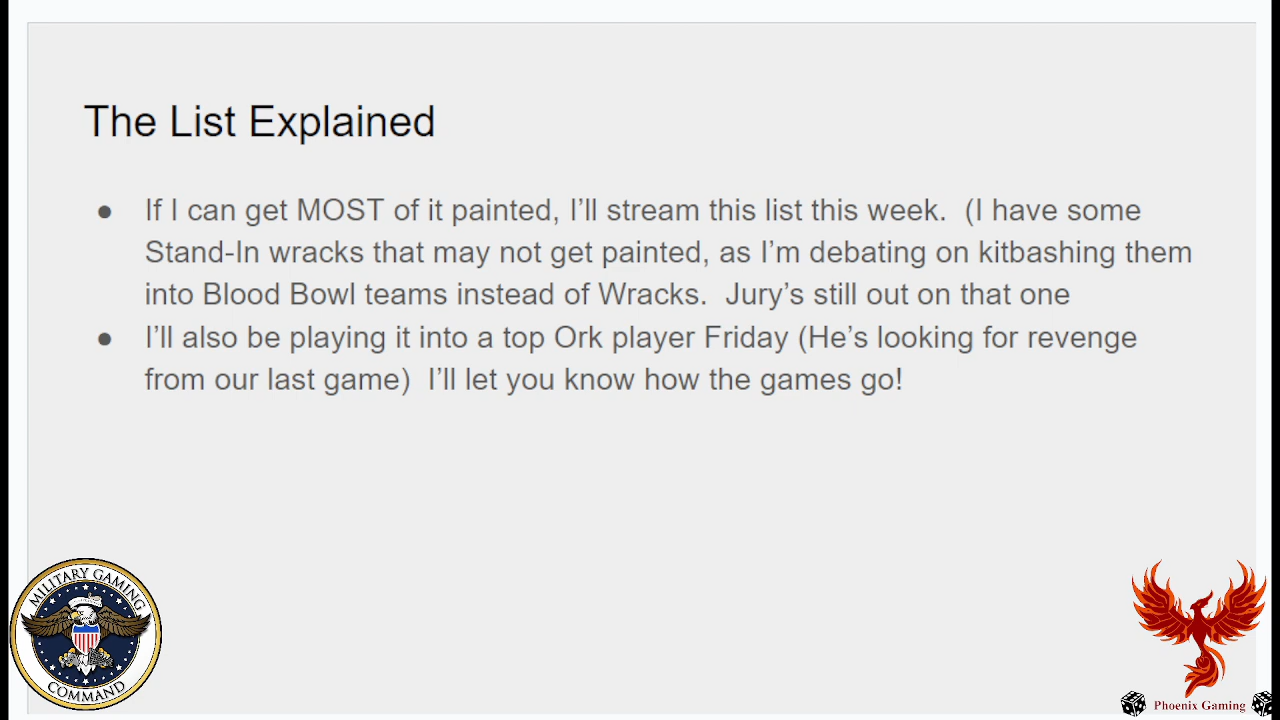 The List Explained
● If I can get MOST of it painted, I’ll stream this list this week.  (I have some
Stand-In wracks that may not get painted, as I’m debating on kitbashing them
into Blood Bowl teams instead of Wracks.  Jury’s still out on that one
● I’ll also be playing it into a top Ork player Friday (He’s looking for revenge
from our last game)  I’ll let you know how the games go!
MILITARY GAMING
COMMAND
Phoenix Gaming